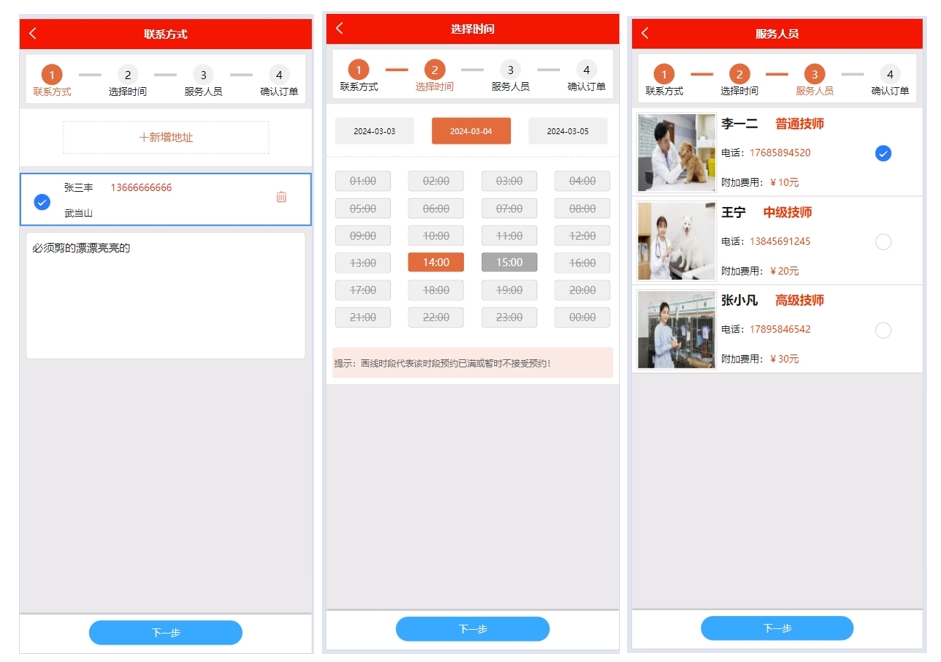 联系方式
1 2 3 4
联系方式 选择时间 服务人员 确认订单
+新增地址
张三丰 13666666666
武当山
必须剪的漂漂亮亮的
下一步
选择时间
1 2 3 4
联系方式 选择时间 服务人员 确认订单
2024-03-03 2024-03-04 2024-03-05
01:00 02:00 03:00 04:00
05:00 06:00 07:00 08:00
09:00 10:00 11:00 12:00
13:00 14:00 15:00 16:00
17:00 18:00 19:00 20:00
21:00 22:00 23:00 00:00
提示：画线时段代表该时段预约已满或暂时不接受预约！
下一步
服务人员
1 2 3 4
联系方式 选择时间 服务人员 确认订单
李一二 普通技师
电话：17685894520
附加费用：￥10元
王宁 中级技师
电话：13845691245
附加费用：￥20元
张小凡 高级技师
电话：17895846542
附加费用：￥30元
下一步